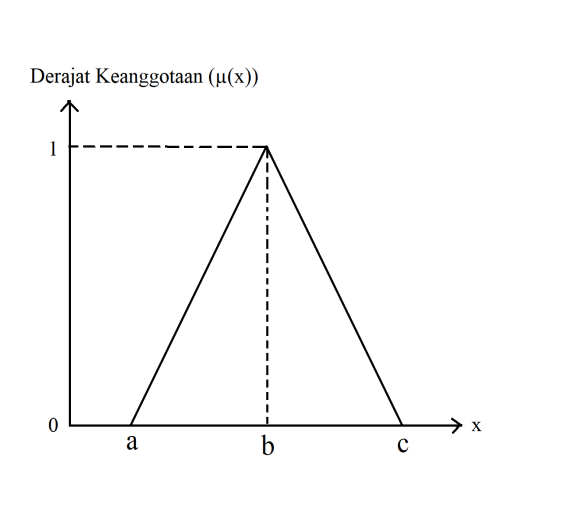 Derajat Keanggotaan (μ(x))
1
0
x
a
b
c